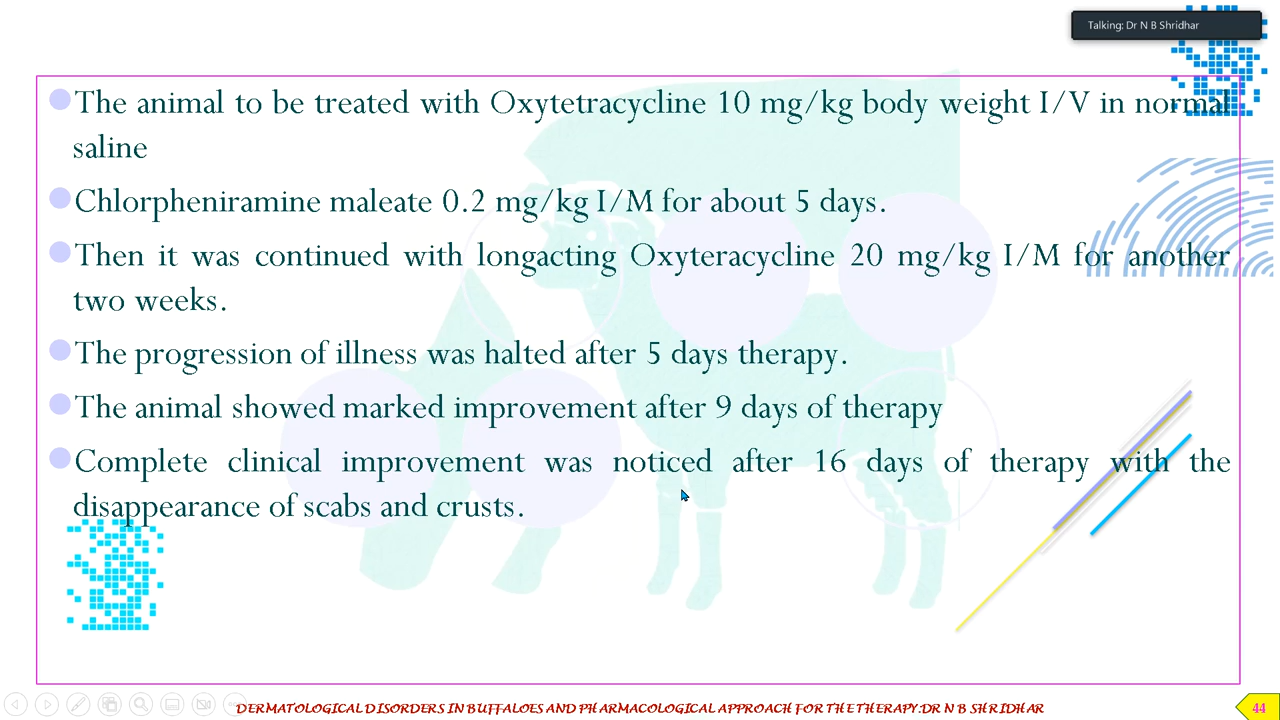 Talking: Dr N B Shridhar
The animal to be treated with Oxytetracycline 10 mg/kg body weight I/V in normal
saline
Chlorpheniramine maleate 0.2 mg/kg I/M for about 5 days.
Then it was continued with longacting Oxyteracycline 20 mg/kg I/M for another
two weeks.
The progression of illness was halted after 5 days therapy.
The animal showed marked improvement after 9 days of therapy
Complete clinical improvement was noticed after 16 days of therapy with the
disappearance of scabs and crusts.
DERMATOLOGICAL DISORDERS IN BUFFALOES AND PHARMACOLOGICAL APPROACH FOR THE THERAPY:DR N B SHRIDHAR
44